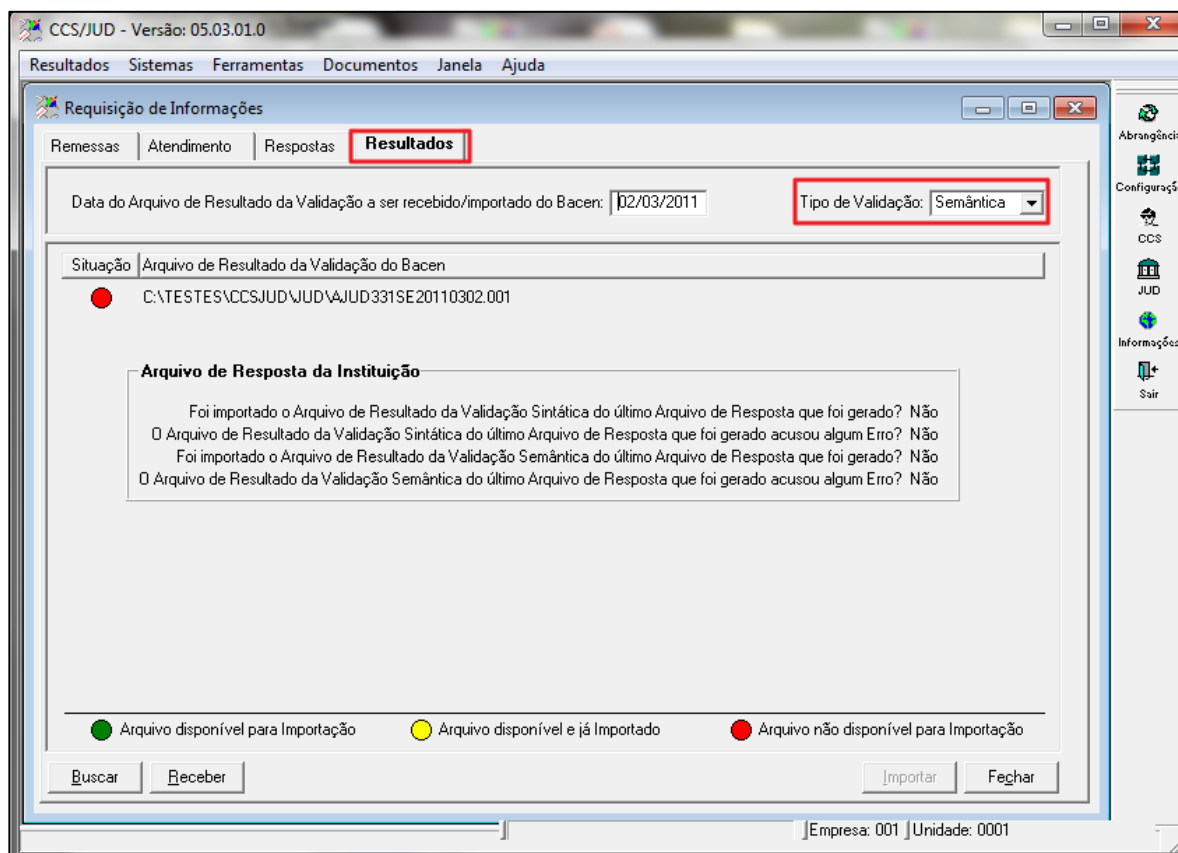 CCS/JUD - Versão: 05.03.01.0
Resultados Sistemas Ferramentas Documentos Janela Ajuda
Requisição de Informações
Remessas Atendimento Respostas Resultados
Data do Arquivo de Resultado da Validação a ser recebido/importado do Bacen: 02/03/2011 Tipo de Validação: Semântica
Situação Arquivo de Resultado da Validação do Bacen
C:\TESTES\CCSJUD\JUD\AJUD331SE20110302.001
Arquivo de Resposta da Instituição
Foi importado o Arquivo de Resultado da Validação Sintática do último Arquivo de Resposta que foi gerado? Não
O Arquivo de Resultado da Validação Sintática do último Arquivo de Resposta que foi gerado acusou algum Erro? Não
Foi importado o Arquivo de Resultado da Validação Semântica do último Arquivo de Resposta que foi gerado? Não
O Arquivo de Resultado da Validação Semântica do último Arquivo de Resposta que foi gerado acusou algum Erro? Não
Arquivo disponível para Importação Arquivo disponível e já Importado Arquivo não disponível para Importação
Buscar Receber Importar Fechar
Abrangênci
Configuraçã
CCS
JUD
Informações
Sair
Empresa: 001 Unidade: 0001